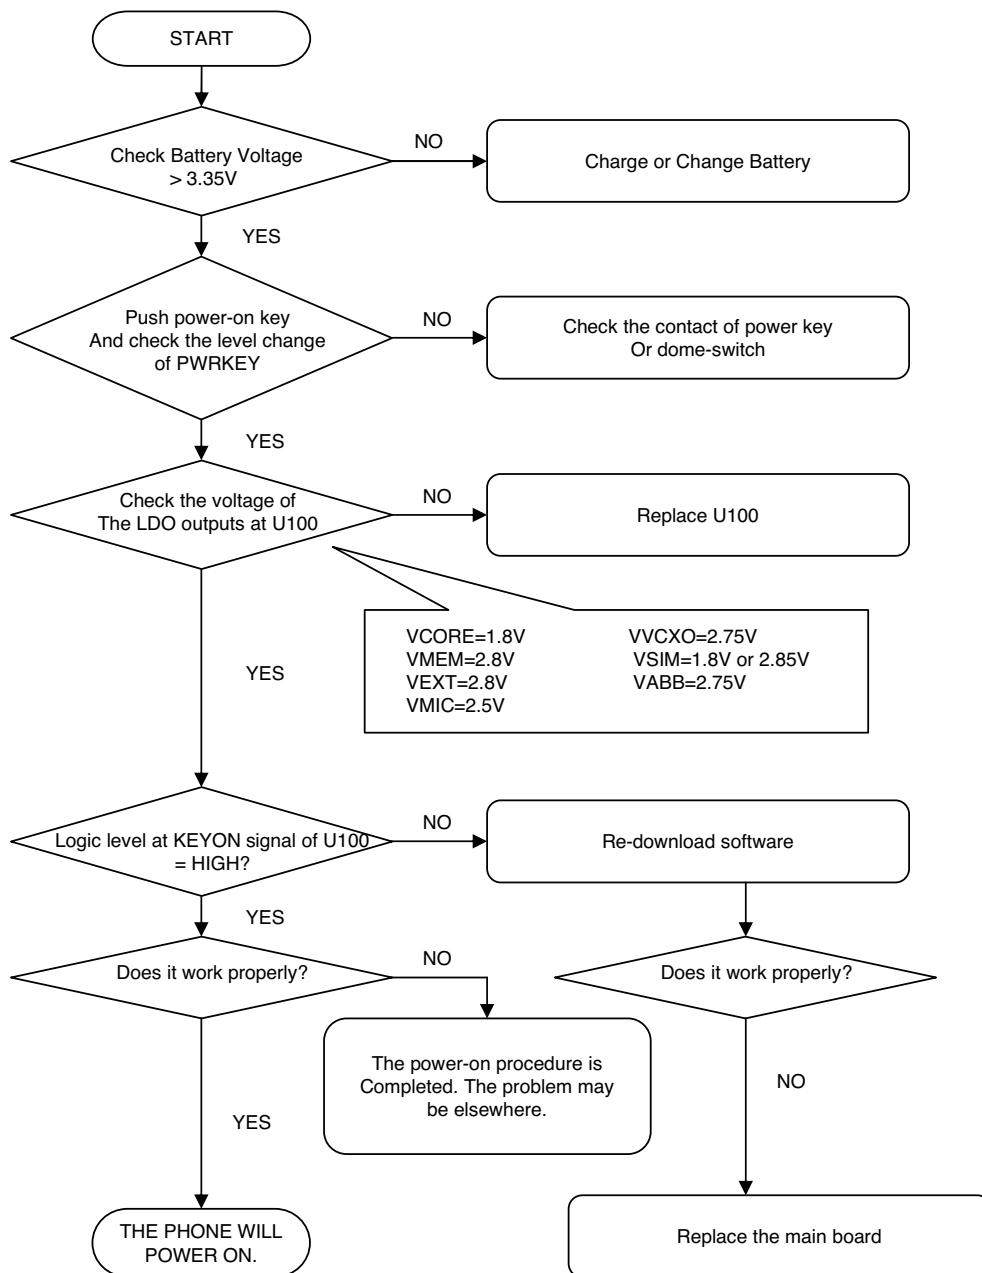 START
Check Battery Voltage
> 3.35V
NO
Charge or Change Battery
YES
Push power-on key
And check the level change
of PWRKEY
NO
Check the contact of power key
Or dome-switch
YES
Check the voltage of
The LDO outputs at U100
NO
Replace U100
VCORE=1.8V
VMEM=2.8V
VEXT=2.8V
VMIC=2.5V
VVCXO=2.75V
VSIM=1.8V or 2.85V
VABB=2.75V
YES
Logic level at KEYON signal of U100
= HIGH?
NO
Re-download software
YES
Does it work properly?
NO
Does it work properly?
The power-on procedure is
Completed. The problem may
be elsewhere.
NO
YES
THE PHONE WILL
POWER ON.
Replace the main board